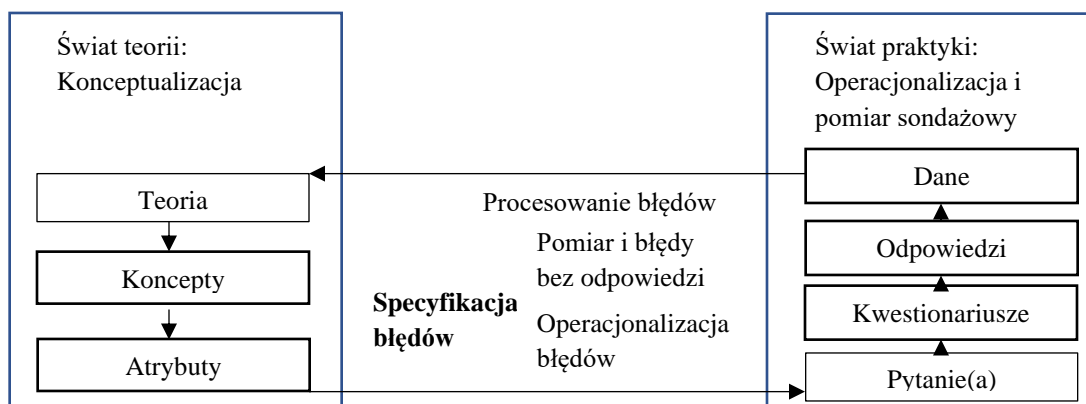 Świat teorii:
Konceptualizacja
Teoria
Koncepty
Atrybuty
Procesowanie błędów
Pomiar i błędy
bez odpowiedzi
Specyfikacja
błędów
Operacjonalizacja
błędów
Świat praktyki:
Operacjonalizacja i
pomiar sondażowy
Dane
Odpowiedzi
Kwestionariusze
Pytanie(a)